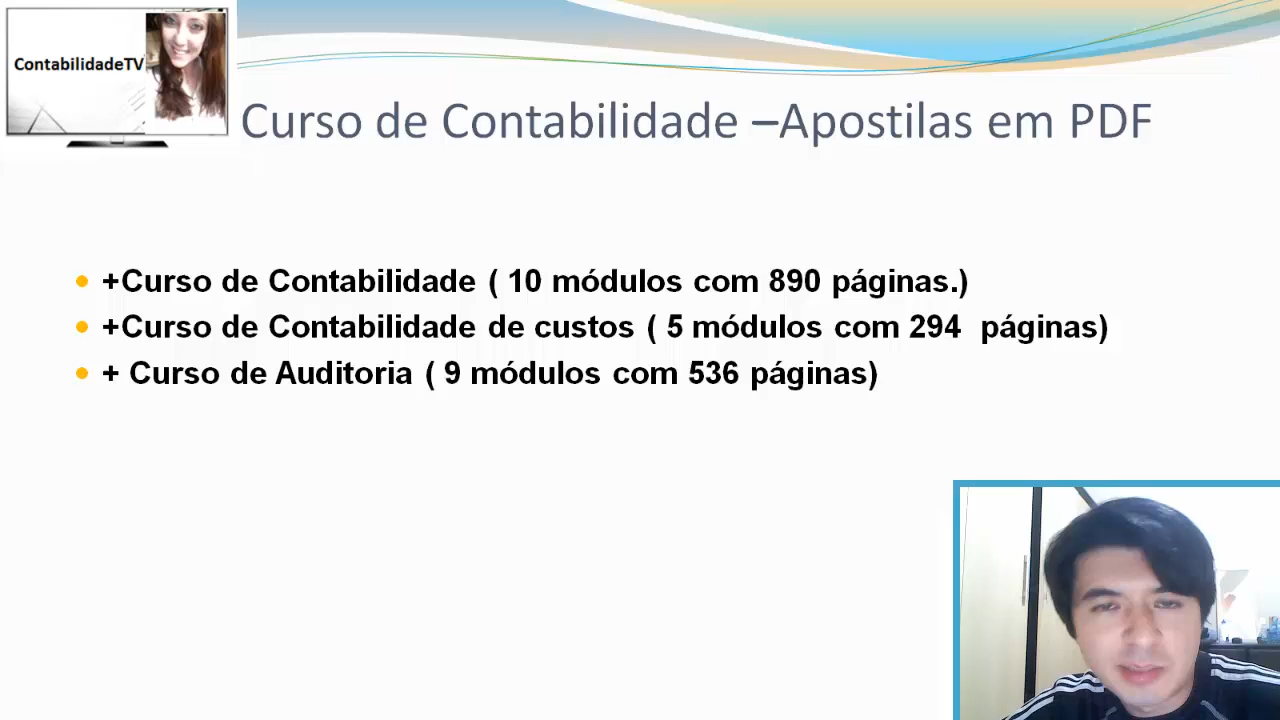 ContabilidadeTV
Curso de Contabilidade –Apostilas em PDF
+Curso de Contabilidade ( 10 módulos com 890 páginas.)
+Curso de Contabilidade de custos ( 5 módulos com 294  páginas)
+ Curso de Auditoria ( 9 módulos com 536 páginas)